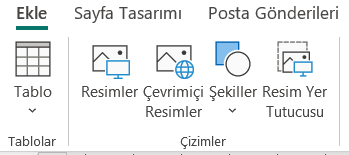 Ekle Sayfa Tasarımı Posta Gönderileri
Tablo Resimler Çevrimiçi Şekiller Resim Yer
Resimler Tutucusu
Tablolar Çizimler